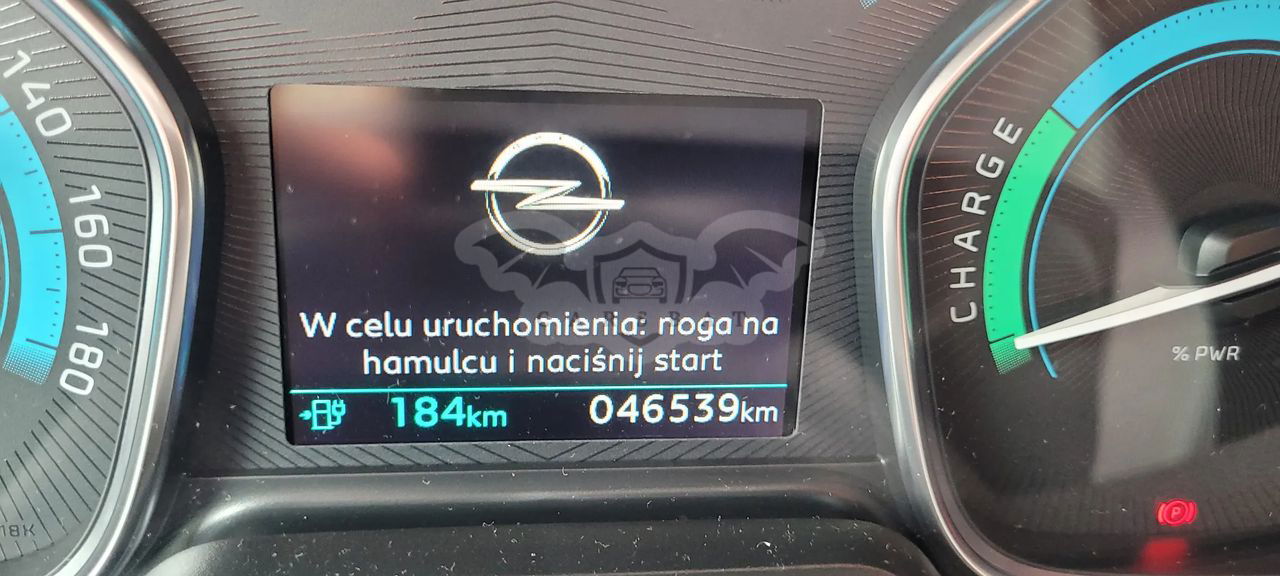 140
160
180
W celu uruchomienia: noga na
hamulcu i naciśnij start
184km
046539km
CHARGE
% PWR
P